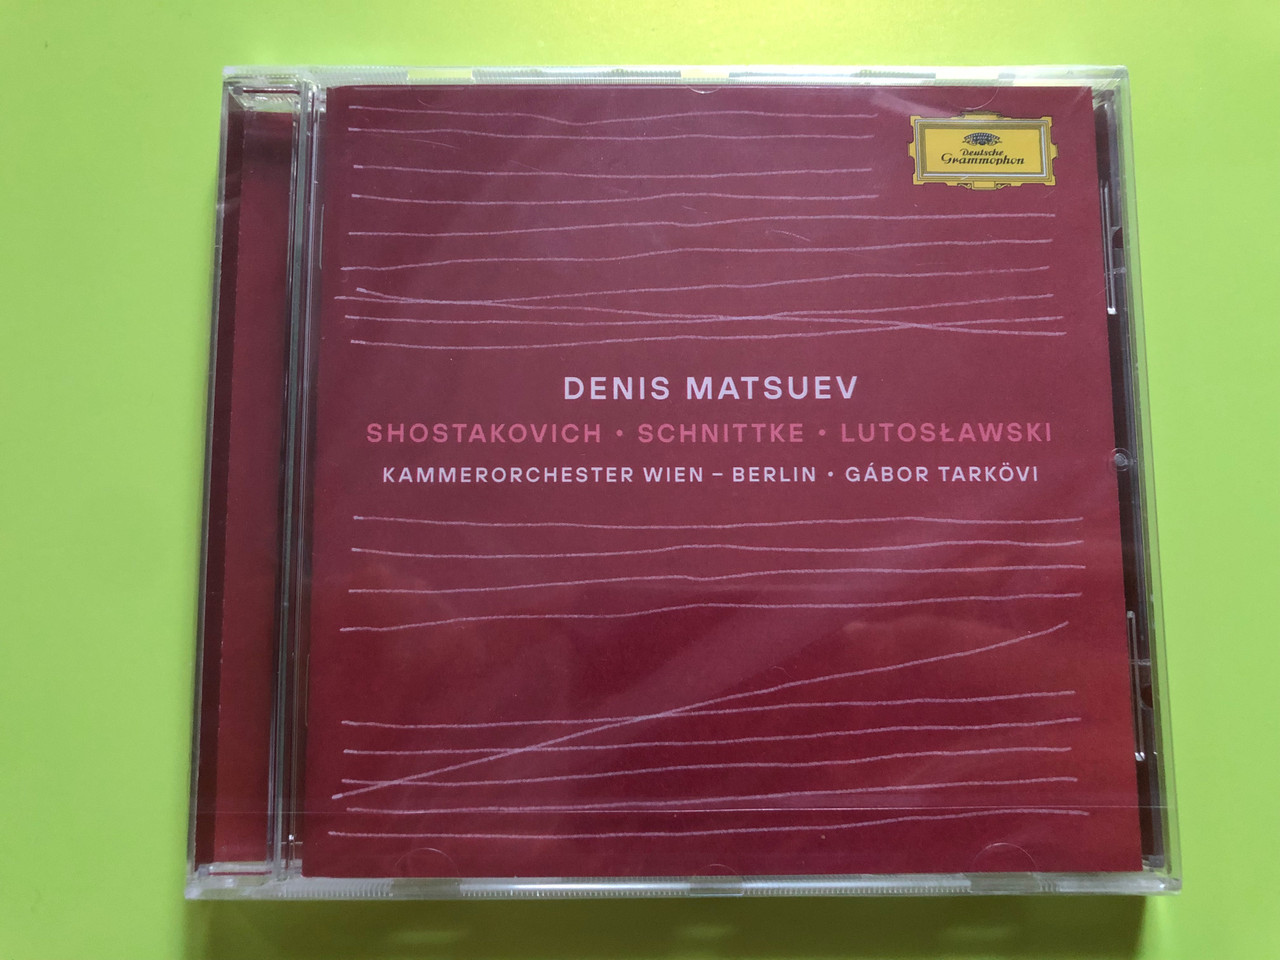 Deutsche
Grammophon
DENIS MATSUEV
SHOSTAKOVICH • SCHNITTKE • LUTOSŁAWSKI
KAMMERORCHESTER WIEN – BERLIN • GÁBOR TARKÖVI